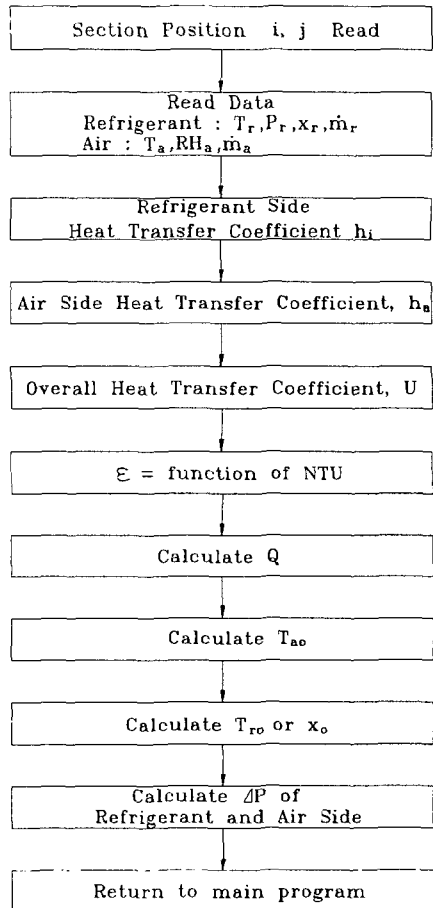 Section Position i, j Read
Read Data
Refrigerant : Tr,Pr,xr,ṁr
Air : Ta,RHa,ṁa
Refrigerant Side
Heat Transfer Coefficient hi
Air Side Heat Transfer Coefficient, ha
Overall Heat Transfer Coefficient, U
ε = function of NTU
Calculate Q
Calculate Tao
Calculate Tro or xo
Calculate ΔP of
Refrigerant and Air Side
Return to main program